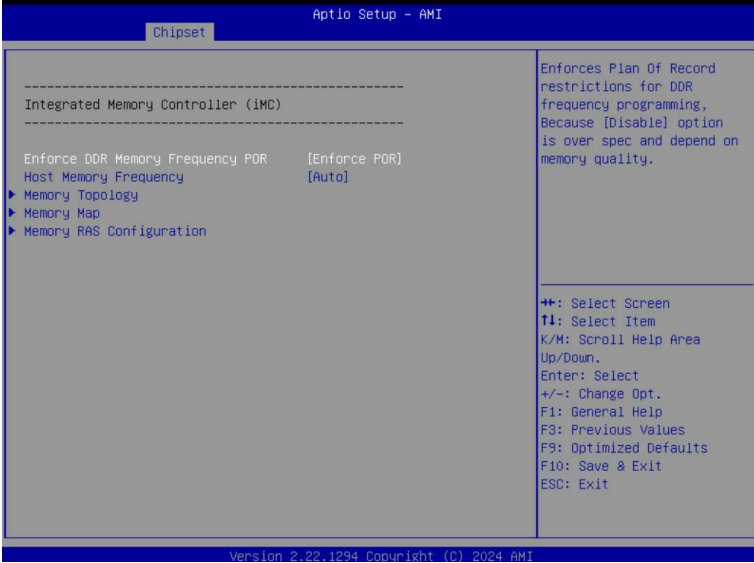 Aptio Setup - AMI
Chipset
------------------------------------------------
Integrated Memory Controller (iMC)
------------------------------------------------
Enforce DDR Memory Frequency POR [Enforce POR]
Host Memory Frequency [Auto]
Memory Topology
Memory Map
Memory RAS Configuration
Enforces Plan Of Record
restrictions for DDR
frequency programming,
Because [Disable] option
is over spec and depend on
memory quality.
→←: Select Screen
↑↓: Select Item
K/M: Scroll Help Area
Up/Down.
Enter: Select
+/-: Change Opt.
F1: General Help
F3: Previous Values
F9: Optimized Defaults
F10: Save & Exit
ESC: Exit
Version 2.22.1294 Copyright (C) 2024 AMI